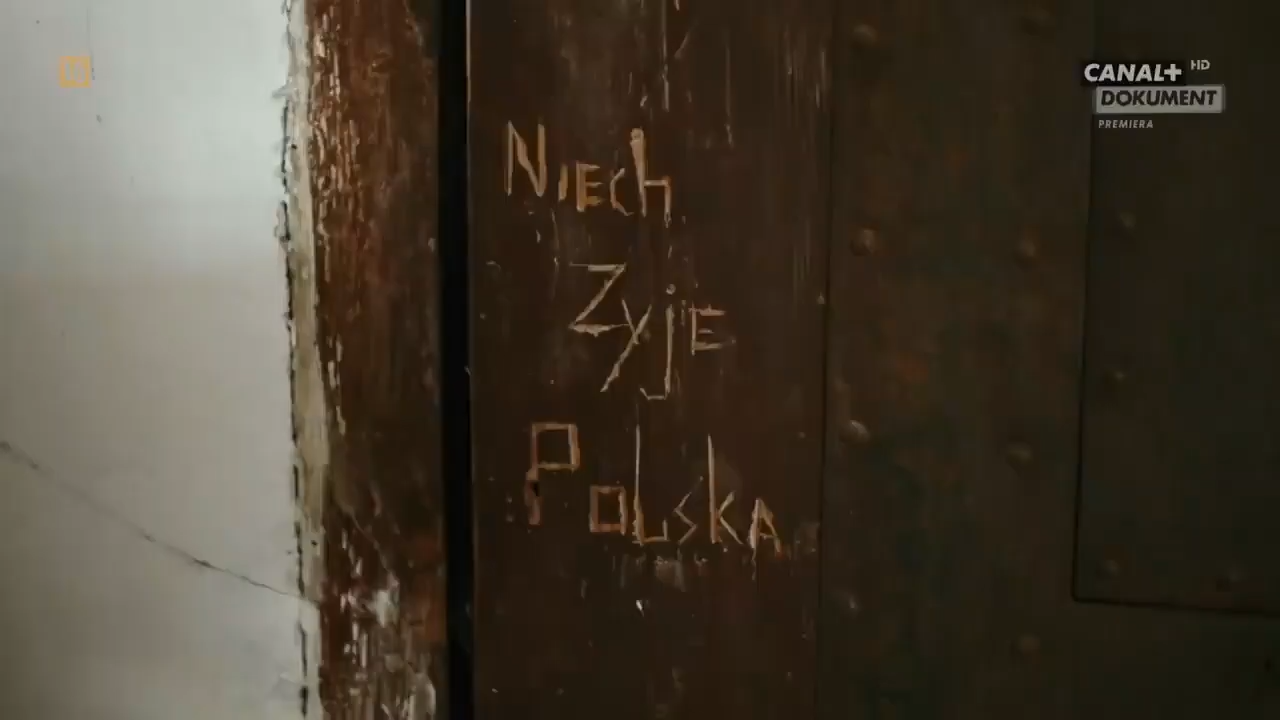 CANAL+ HD
DOKUMENT
PREMIERA
Niech
Zyje
Polska